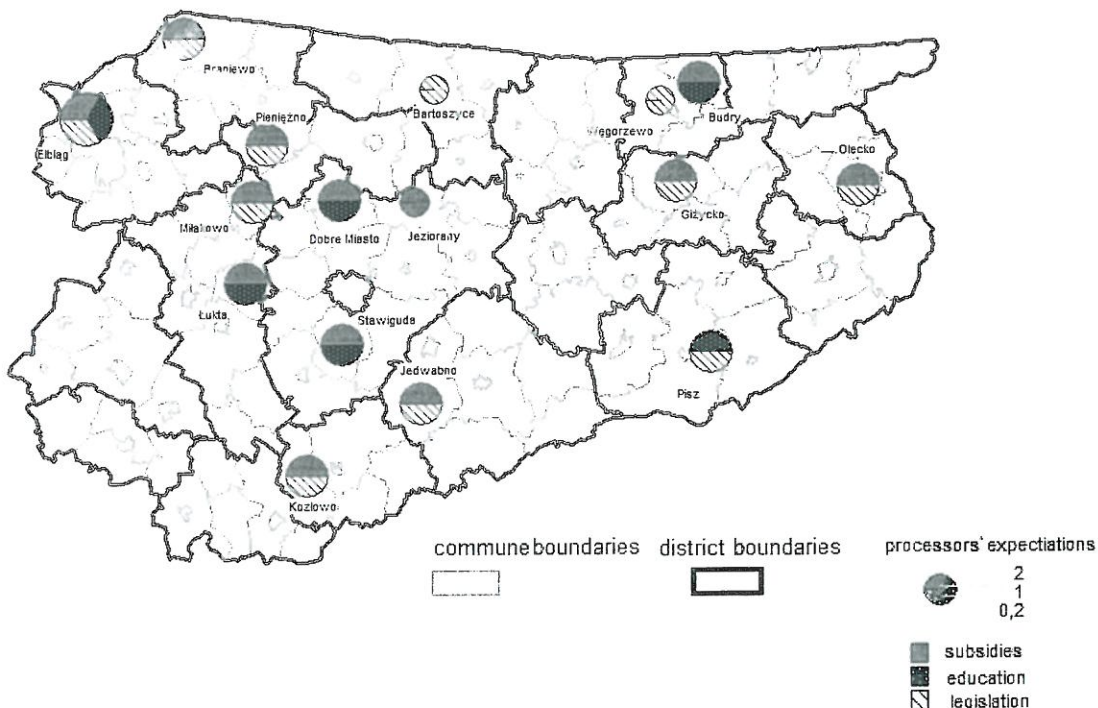 Braniewo
Bartoszyce
Pieniężno
Węgorzewo
Budry
Elbląg
Olecko
Miłakowo
Dobre Miasto
Jeziorany
Giżycko
Łukta
Stawiguda
Jedwabno
Pisz
Kozłowo
commune boundaries
district boundaries
processors' expectiations
2
1
0,2
subsidies
education
legislation